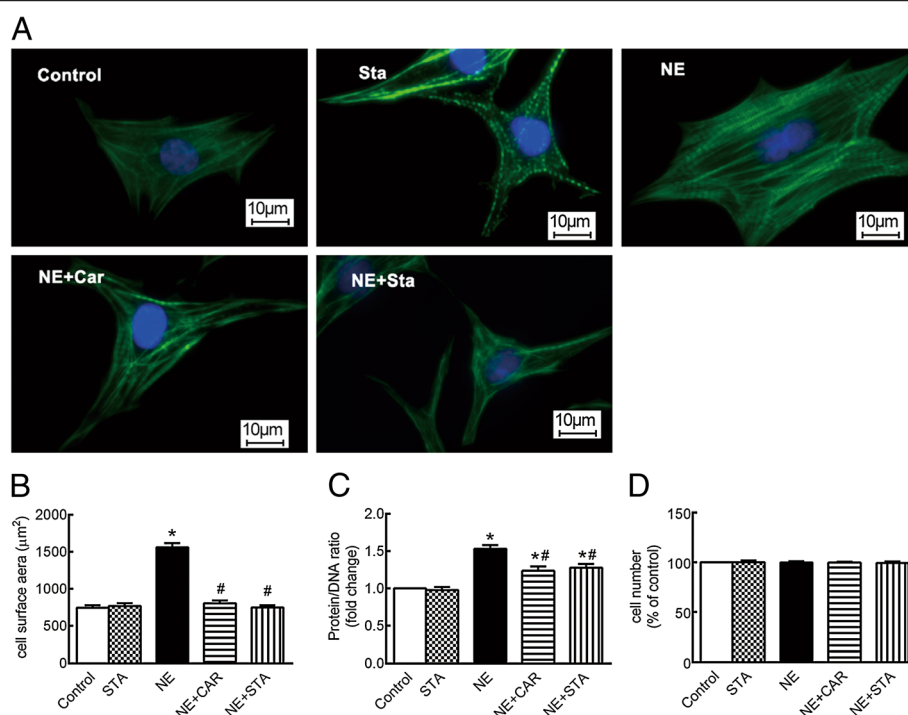 A
Control
10μm
Sta
10μm
NE
10μm
NE+Car
10μm
NE+Sta
10μm
B
cell surface aera (μm²)
2000
1500
1000
500
0
*
#
#
Control
STA
NE
NE+CAR
NE+STA
C
Protein/DNA ratio
(fold change)
2.0
1.5
1.0
0.5
0.0
*
*#
*#
Control
STA
NE
NE+CAR
NE+STA
D
cell number
(% of control)
150
100
50
0
Control
STA
NE
NE+CAR
NE+STA